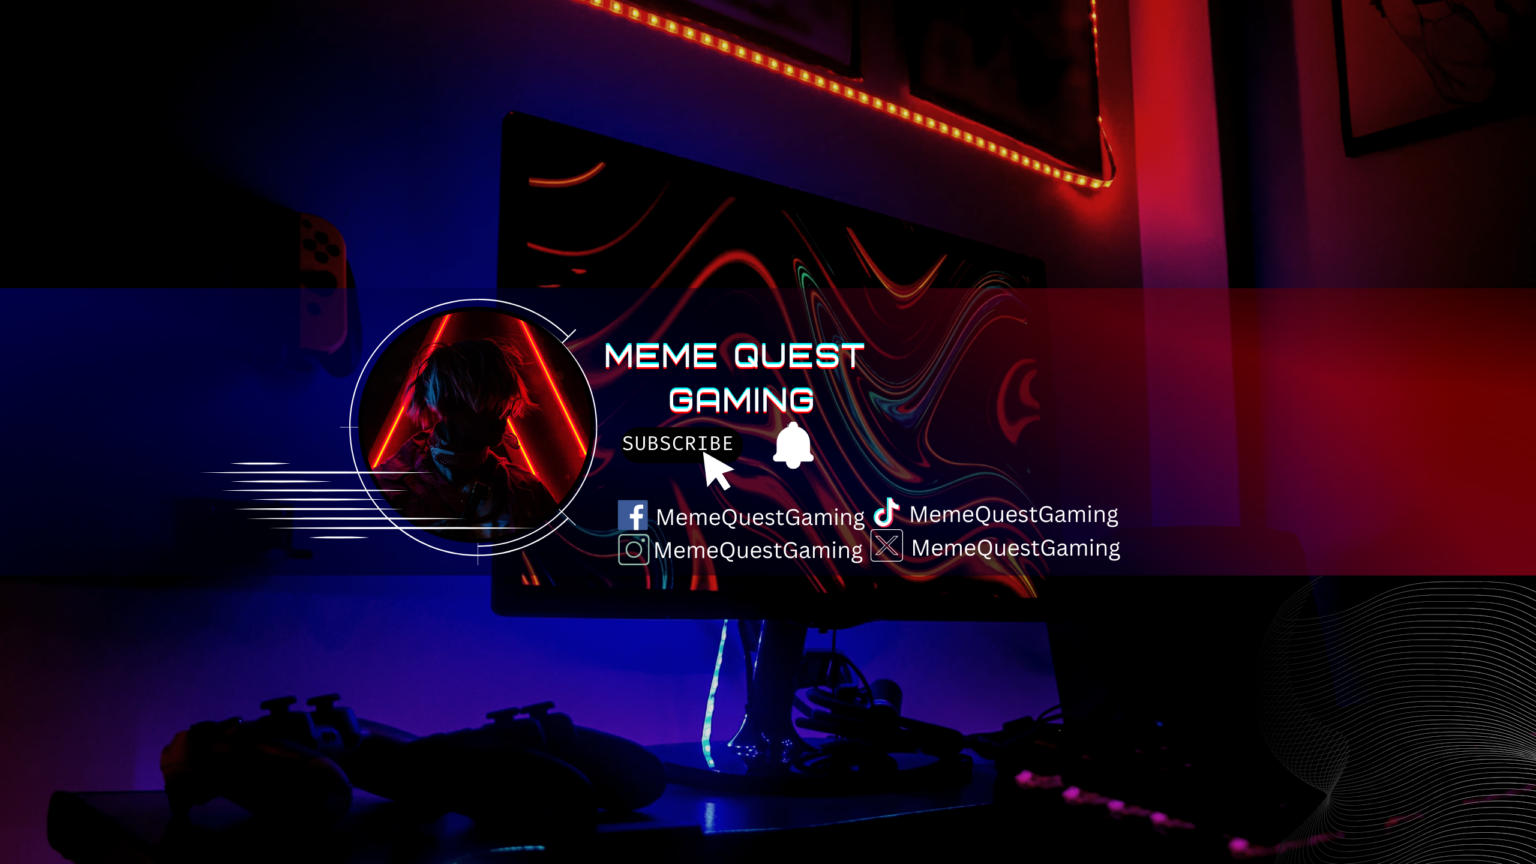 MEME QUEST
GAMING
SUBSCRIBE
MemeQuestGaming
MemeQuestGaming
MemeQuestGaming
MemeQuestGaming